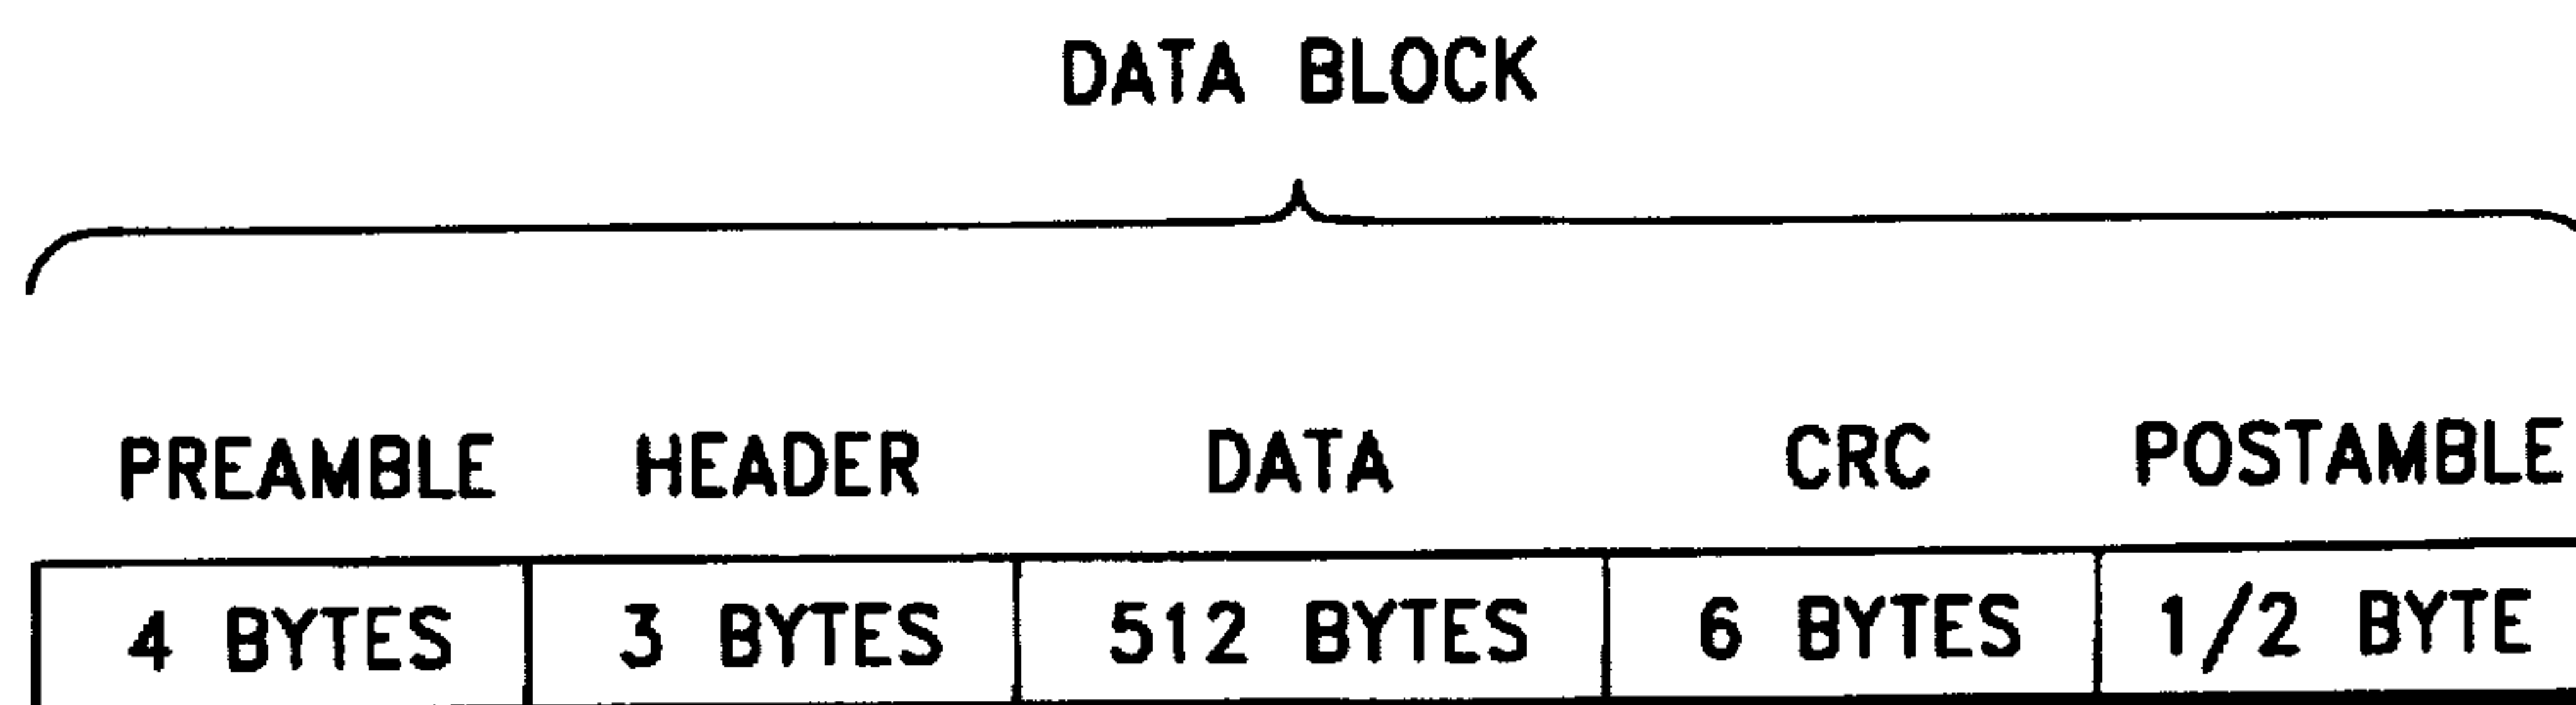 DATA BLOCK
PREAMBLE HEADER DATA CRC POSTAMBLE
4 BYTES 3 BYTES 512 BYTES 6 BYTES 1/2 BYTE